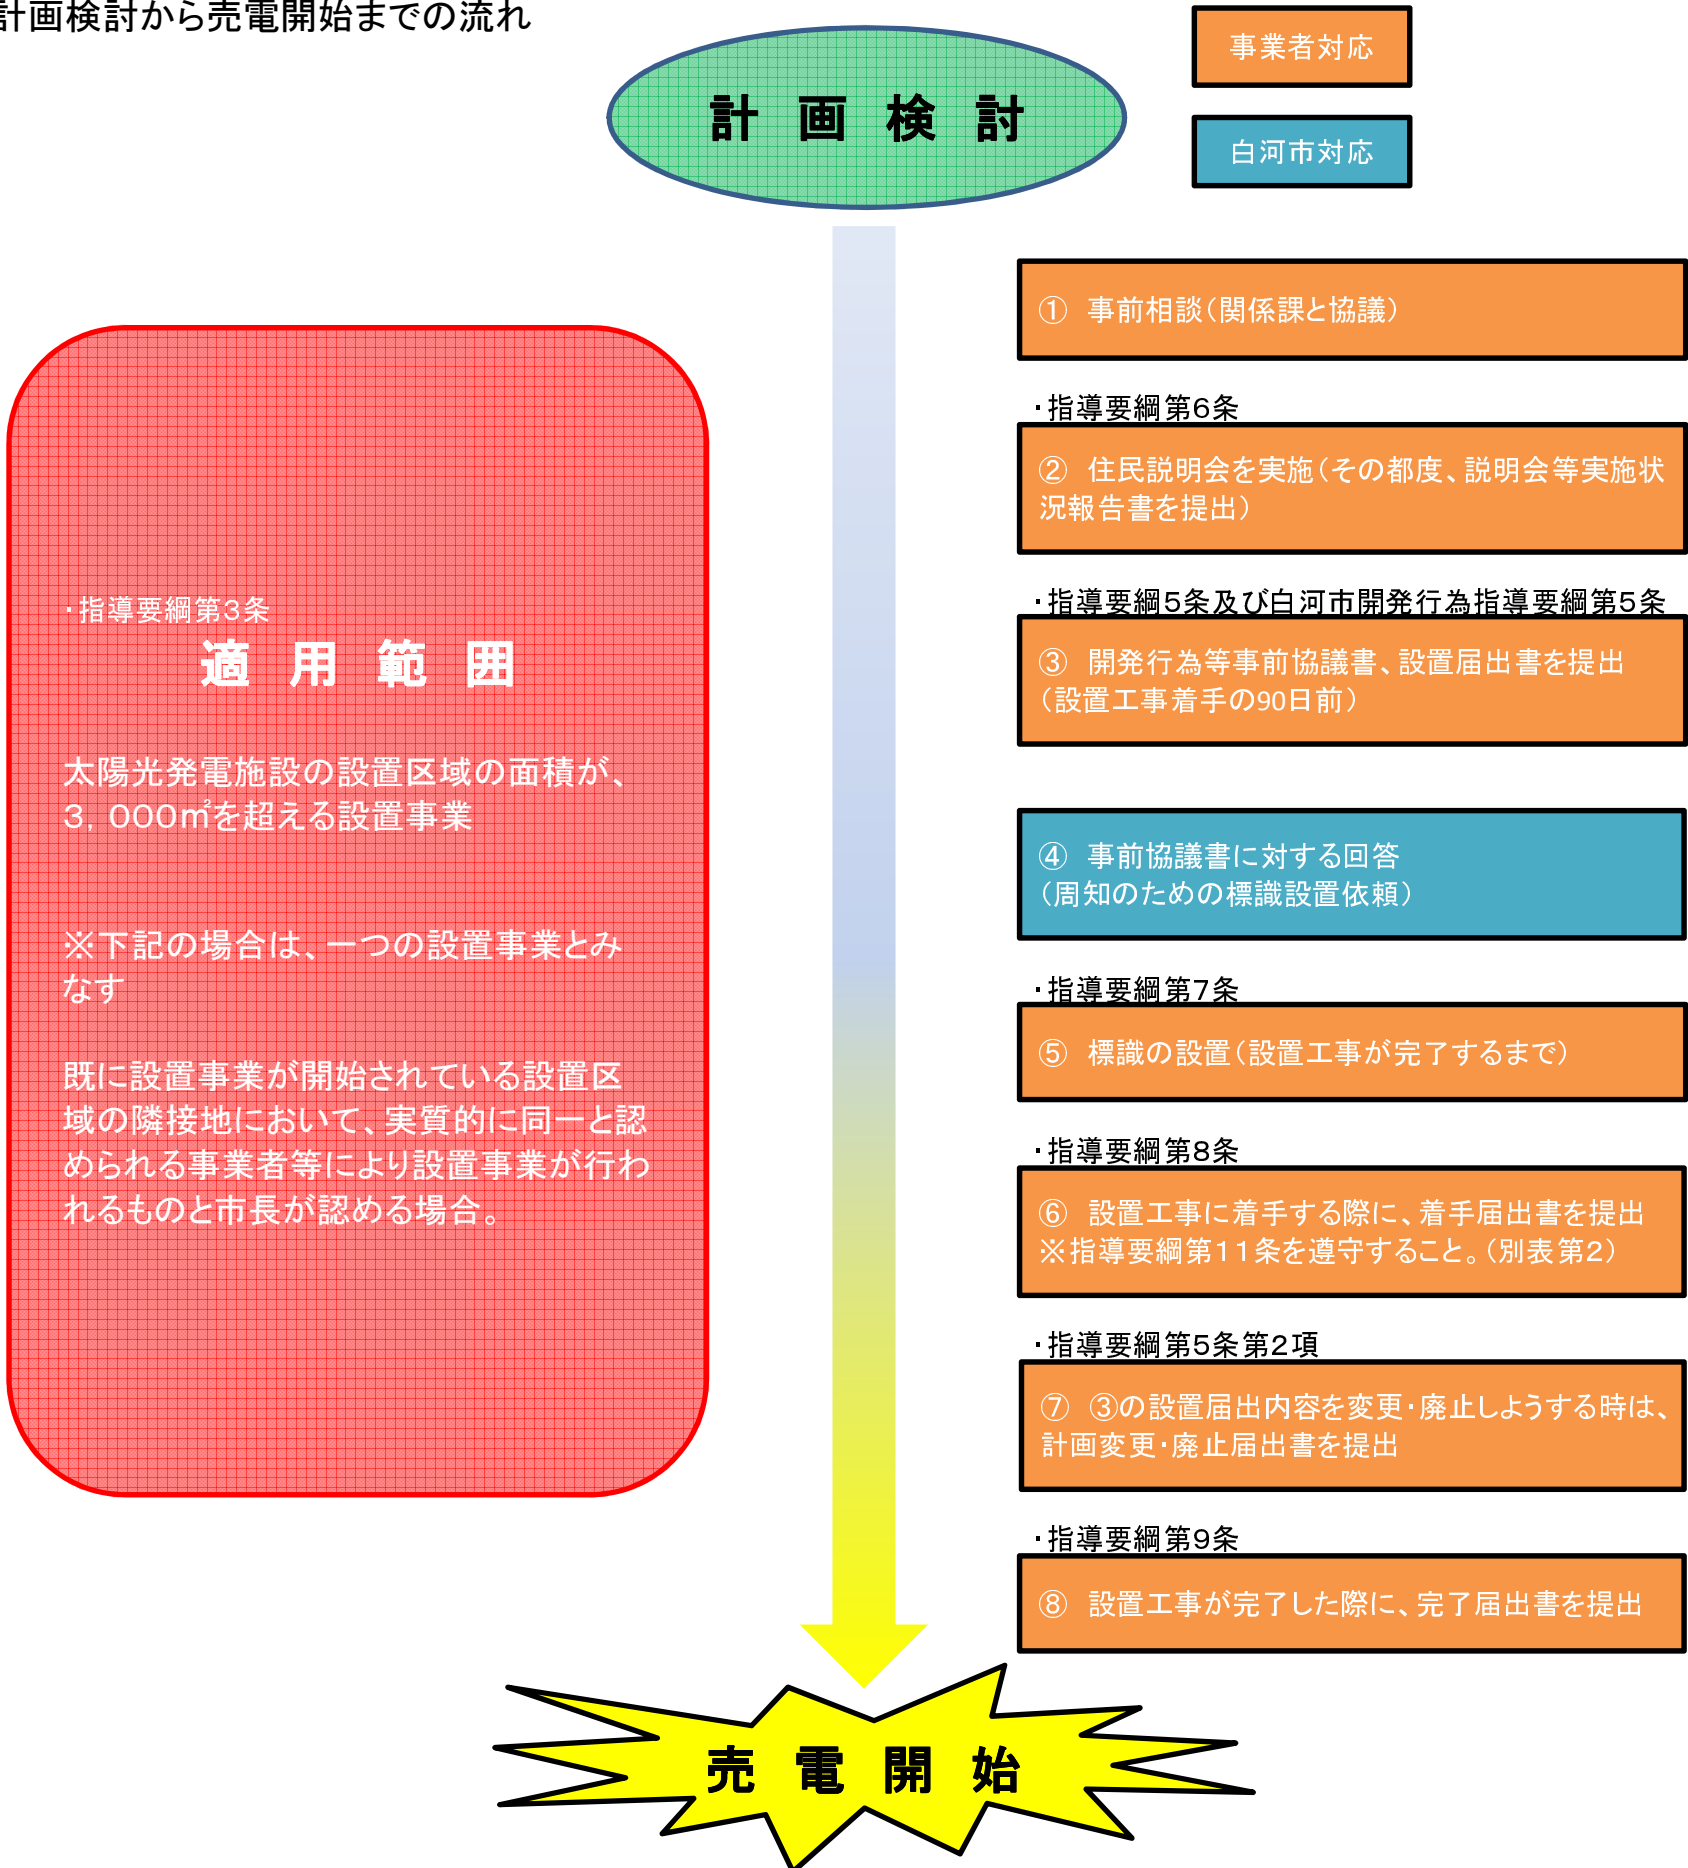 計画検討から売電開始までの流れ
計画検討
事業者対応
白河市対応
・指導要綱第３条
適用範囲
太陽光発電施設の設置区域の面積が、
３，０００㎡を超える設置事業
※下記の場合は、一つの設置事業とみ
なす
既に設置事業が開始されている設置区
域の隣接地において、実質的に同一と認
められる事業者等により設置事業が行わ
れるものと市長が認める場合。
①　事前相談（関係課と協議）
・指導要綱第６条
②　住民説明会を実施（その都度、説明会等実施状
況報告書を提出）
・指導要綱５条及び白河市開発行為指導要綱第５条
③　開発行為等事前協議書、設置届出書を提出
（設置工事着手の90日前）
④　事前協議書に対する回答
（周知のための標識設置依頼）
・指導要綱第７条
⑤　標識の設置（設置工事が完了するまで）
・指導要綱第８条
⑥　設置工事に着手する際に、着手届出書を提出
※指導要綱第１１条を遵守すること。（別表第２）
・指導要綱第５条第２項
⑦　③の設置届出内容を変更・廃止しようする時は、
計画変更・廃止届出書を提出
・指導要綱第９条
⑧　設置工事が完了した際に、完了届出書を提出
売電開始